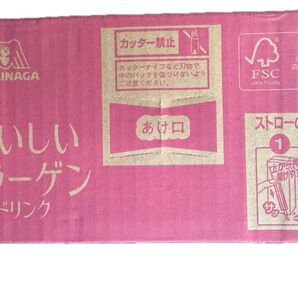 INAGA
いしい
ラーゲン
ドリンク
カッター禁止
カッターナイフなど刃物で
中のパックを傷つけないよう
ご注意ください。
あけ口
FSC
ストローの
1